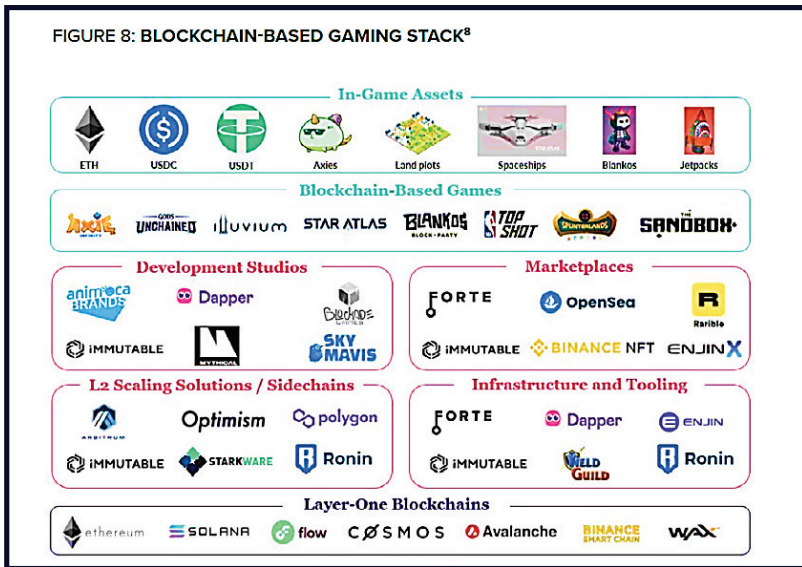 FIGURE 8: BLOCKCHAIN-BASED GAMING STACK⁸
In-Game Assets
ETH USDC USDT Axies Land plots Spaceships Blankos Jetpacks
Blockchain-Based Games
AXIE INFINITY GODS UNCHAINED ILLUVIUM STAR ATLAS BLANKOS BLOCK PARTY NBA TOP SHOT SPLINTERLANDS THE SANDBOX
Development Studios
animoca BRANDS Dapper Blockade GAMES
iMMUTABLE MYTHICAL SKY MAVIS
Marketplaces
FORTE OpenSea R Rarible
iMMUTABLE BINANCE NFT ENJIN X
L2 Scaling Solutions / Sidechains
ARBITRUM Optimism polygon
iMMUTABLE STARKWARE Ronin
Infrastructure and Tooling
FORTE Dapper ENJIN
iMMUTABLE YIELD GUILD Ronin
Layer-One Blockchains
ethereum SOLANA flow COSMOS Avalanche BINANCE SMART CHAIN WAX